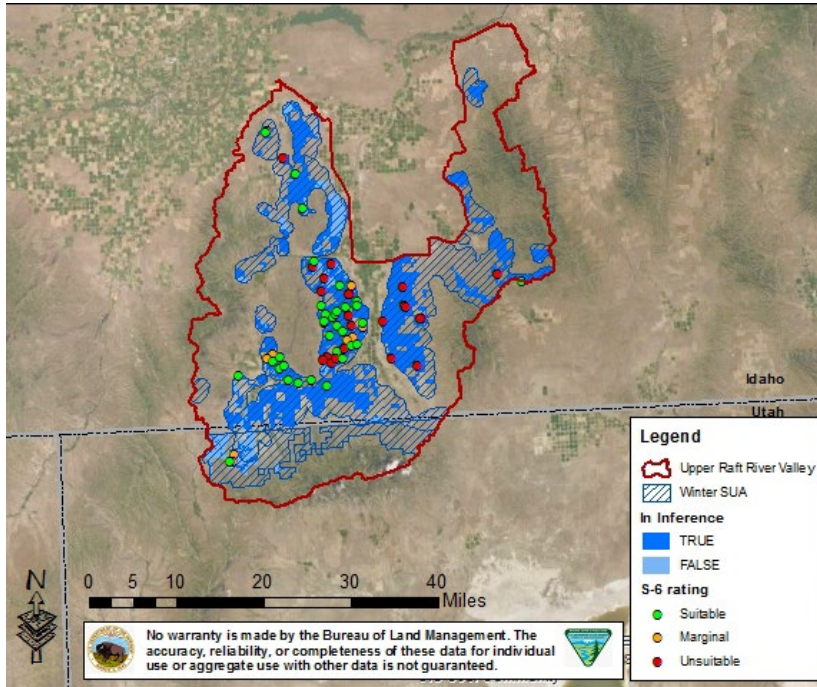 Idaho
Utah
Legend
Upper Raft River Valley
Winter SUA
In Inference
TRUE
FALSE
S-6 rating
Suitable
Marginal
Unsuitable
N
0 5 10 20 30 40
Miles
No warranty is made by the Bureau of Land Management. The
accuracy, reliability, or completeness of these data for individual
use or aggregate use with other data is not guaranteed.